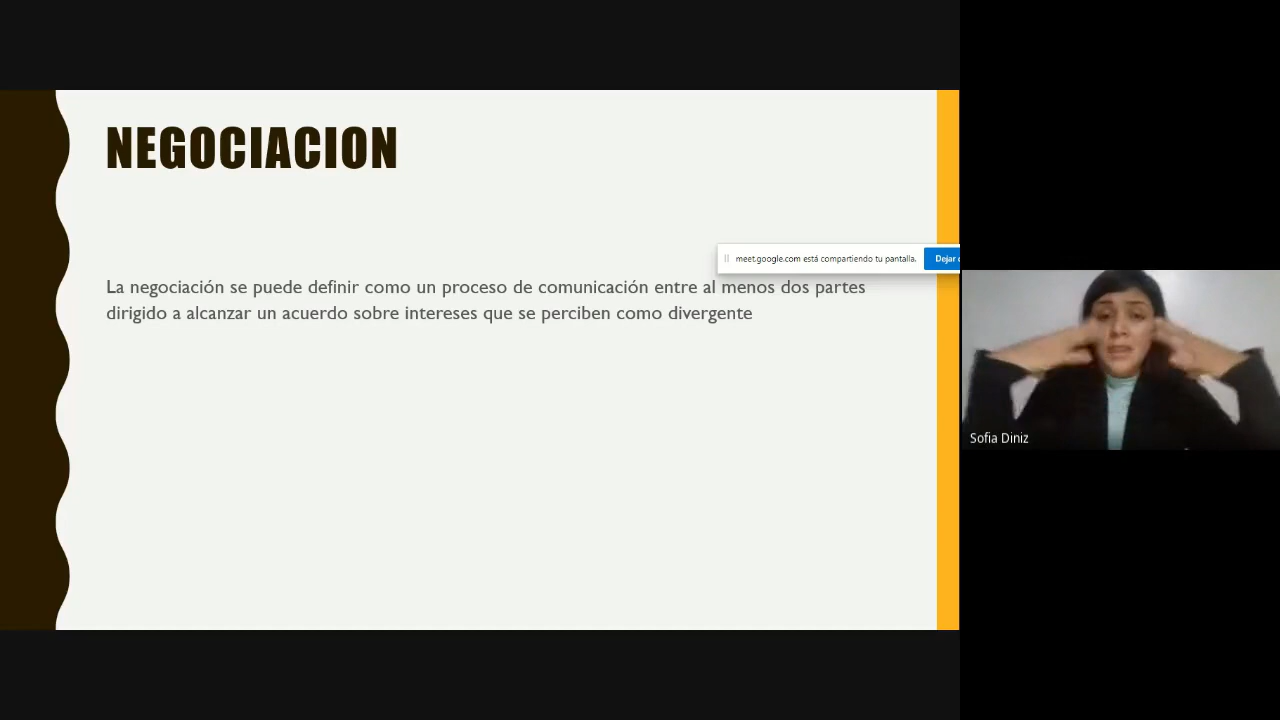 NEGOCIACION
meet.google.com está compartiendo tu pantalla.
Dejar
La negociación se puede definir como un proceso de comunicación entre al menos dos partes
dirigido a alcanzar un acuerdo sobre intereses que se perciben como divergente
Sofia Diniz